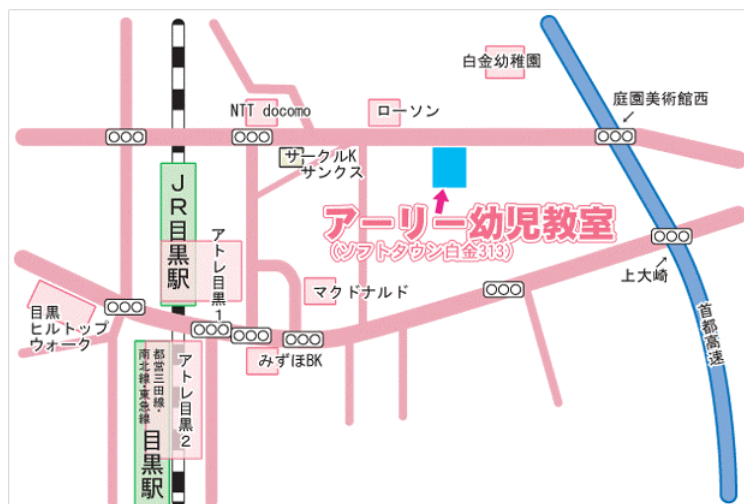 白金幼稚園
庭園美術館西
NTT docomo
ローソン
サークルK
サンクス
JR目黒駅
アトレ目黒1
アーリー幼児教室
(ソフトタウン白金313)
上大崎
マクドナルド
目黒
ヒルトップ
ウォーク
みずほBK
首都高速
都営三田線・
南北線・東急線
目黒駅
アトレ目黒2